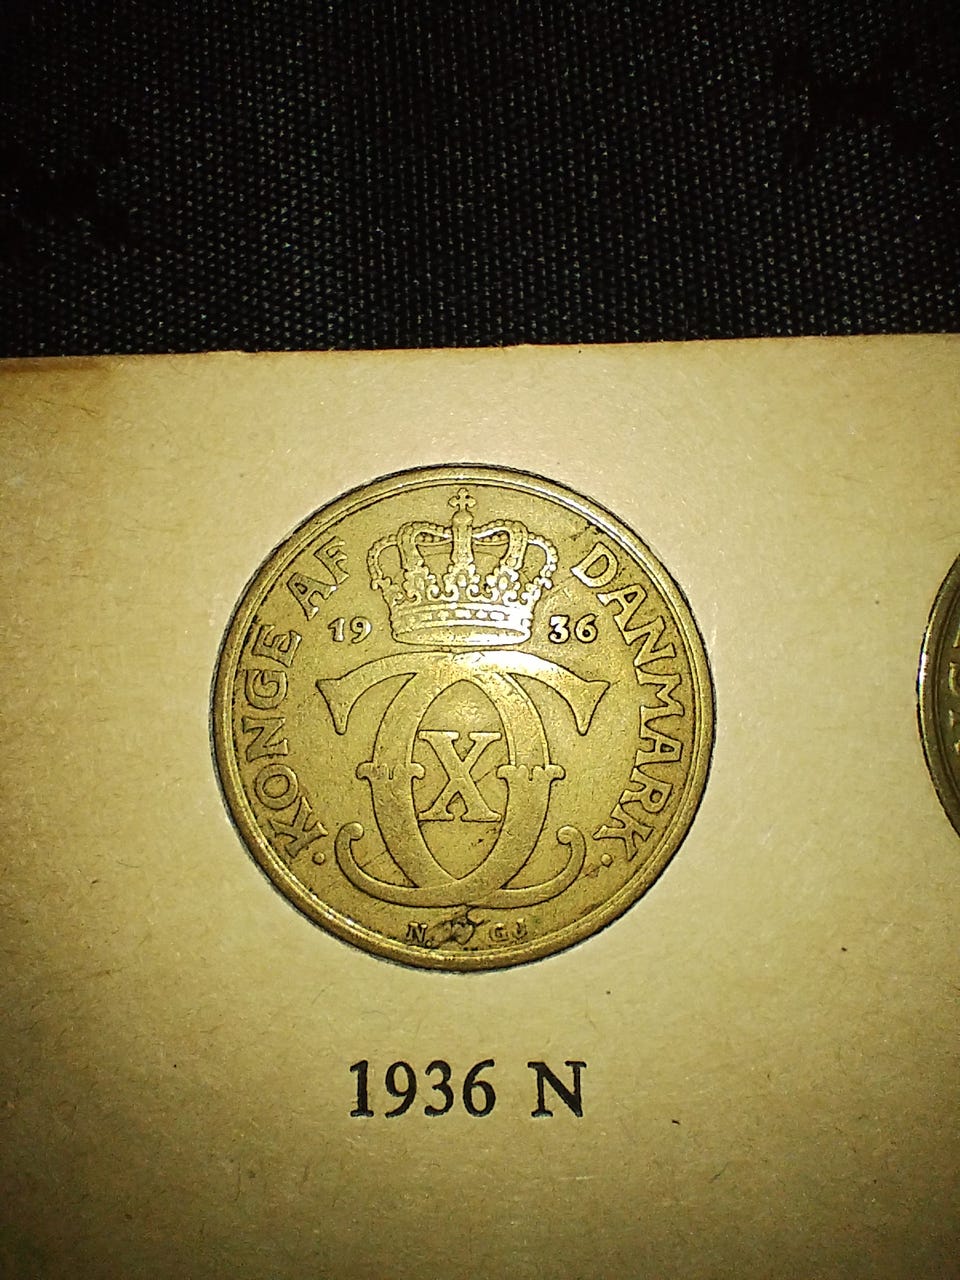 · KONGE AF DANMARK ·
19 36
X
N. GJ
1936 N